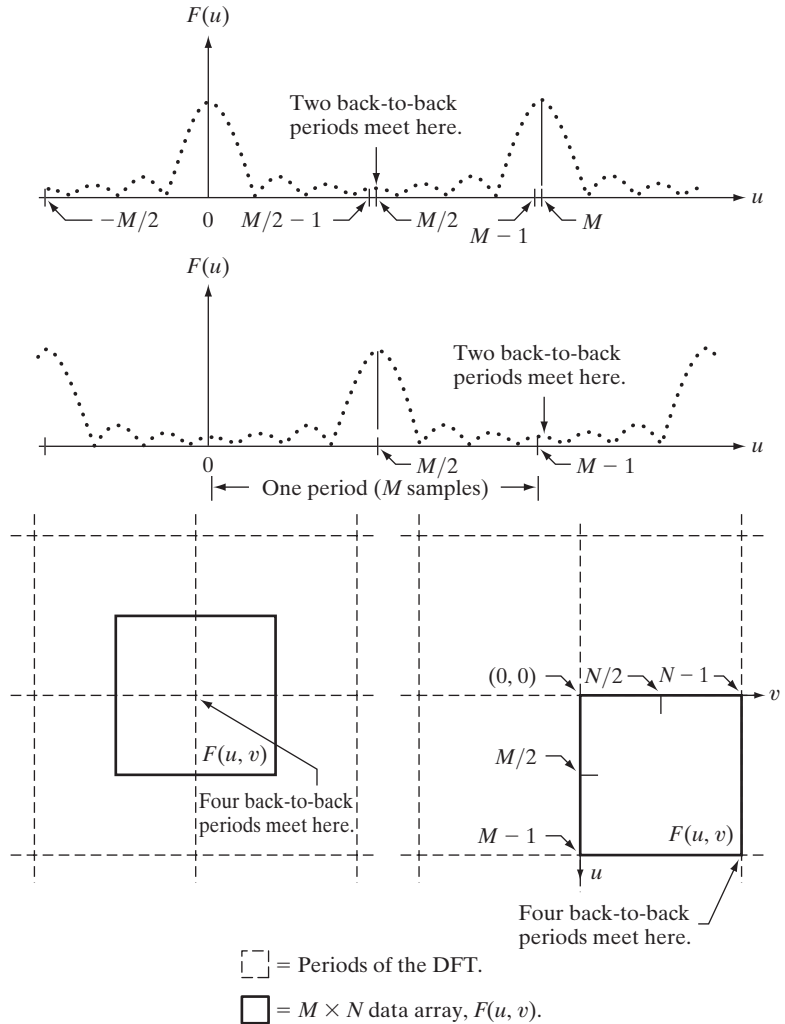 F(u)
Two back-to-back
periods meet here.
u
−M/2
0
M/2 − 1
M/2
M − 1
M
F(u)
Two back-to-back
periods meet here.
u
0
M/2
M − 1
One period (M samples)
(0, 0)
N/2
N − 1
v
F(u, v)
M/2
Four back-to-back
periods meet here.
M − 1
F(u, v)
u
Four back-to-back
periods meet here.
= Periods of the DFT.
= M × N data array, F(u, v).